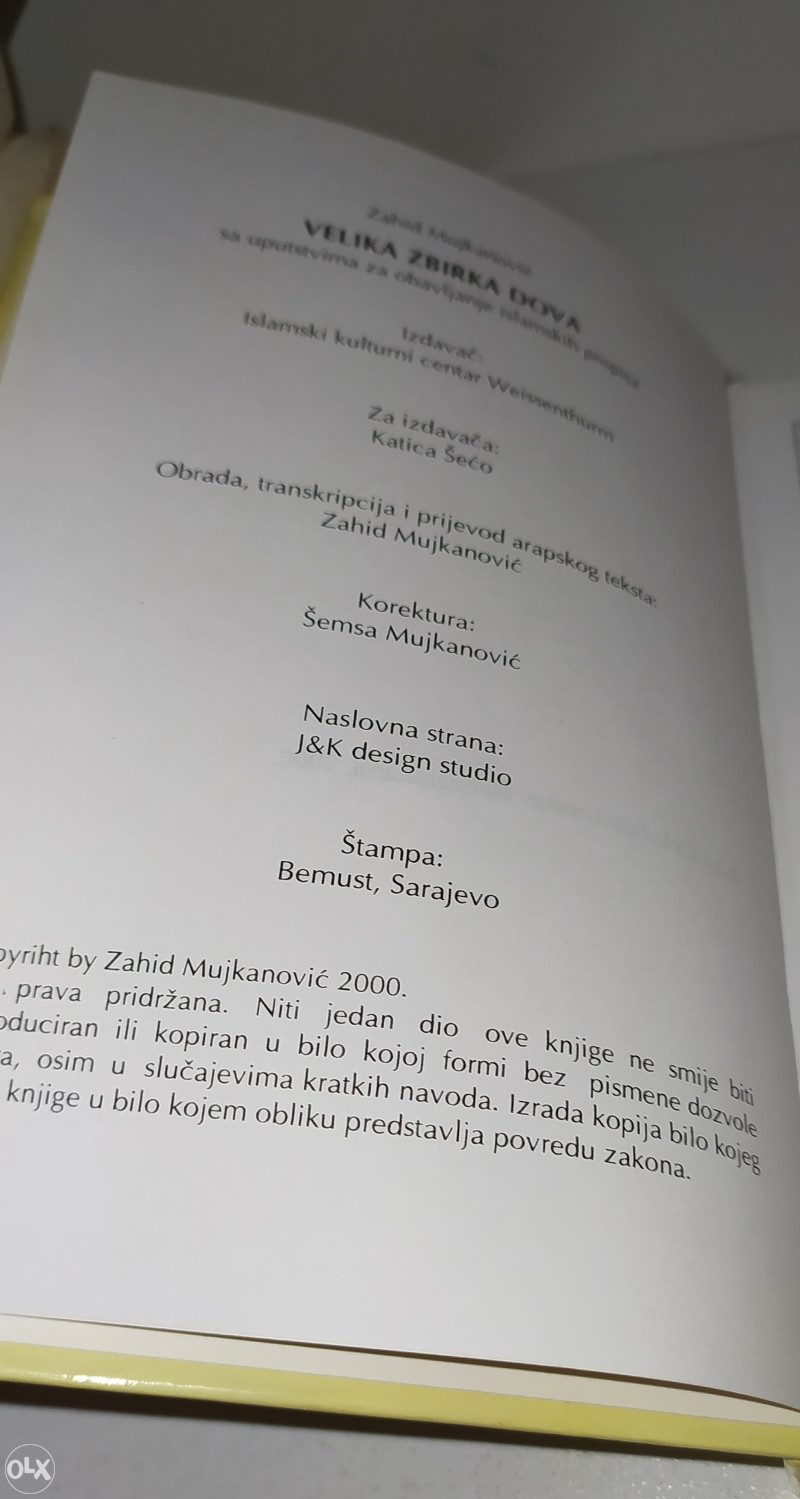 Zahid Mujkanović
VELIKA ZBIRKA DOVA
sa uputstvima za obavljanje islamskih propisa
Izdavač:
Islamski kulturni centar Weissenthurm
Za izdavača:
Katica Šećo
Obrada, transkripcija i prijevod arapskog teksta:
Zahid Mujkanović
Korektura:
Šemsa Mujkanović
Naslovna strana:
J&K design studio
Štampa:
Bemust, Sarajevo
pyriht by Zahid Mujkanović 2000.
prava pridržana. Niti jedan dio ove knjige ne smije biti
oduciran ili kopiran u bilo kojoj formi bez pismene dozvole
a, osim u slučajevima kratkih navoda. Izrada kopija bilo kojeg
knjige u bilo kojem obliku predstavlja povredu zakona.
OLX